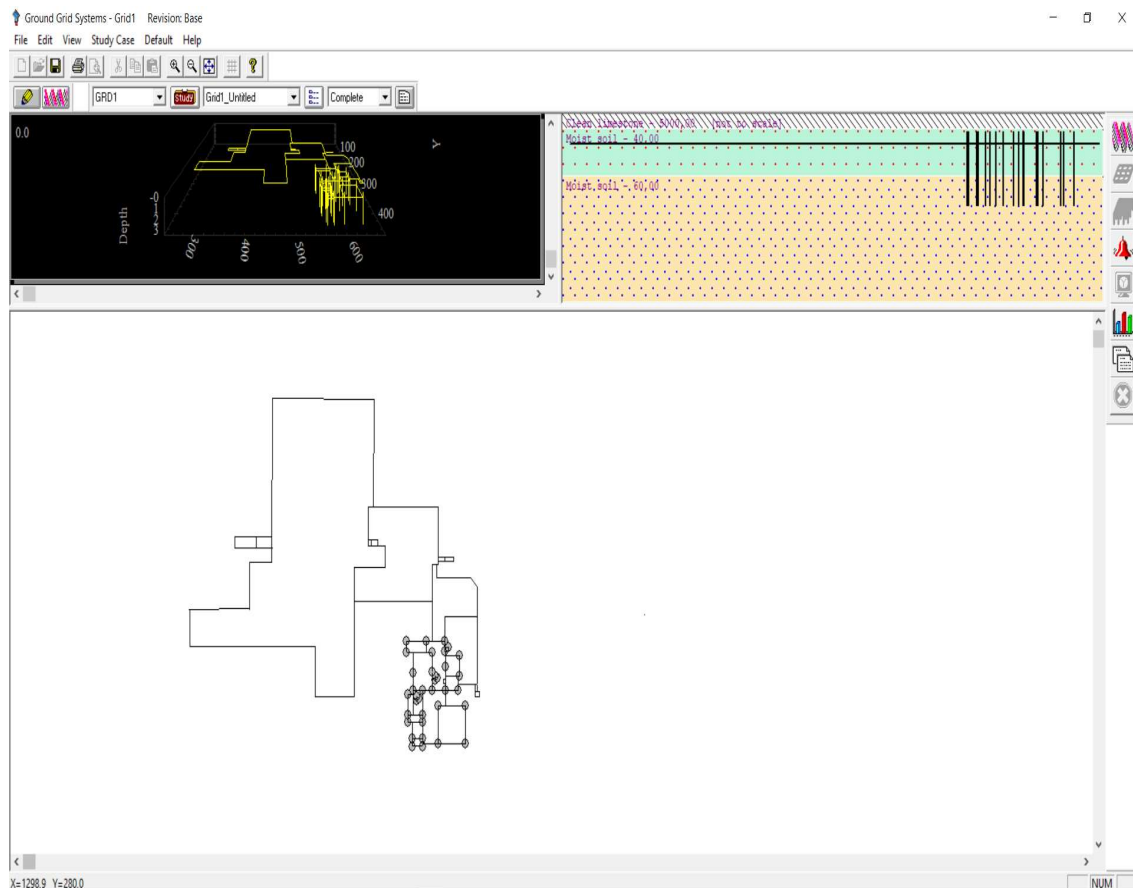 Ground Grid Systems - Grid1 Revision: Base
File Edit View Study Case Default Help
GRD1 Study Grid1_Untitled Complete
0.0
Y
100
200
300
400
Depth
-0
1
2
3
300
400
500
600
Clean limestone - 5000,00 [not to scale]
Moist soil - 40,00
Moist soil - 60,00
X=1298.9 Y=280.0
NUM